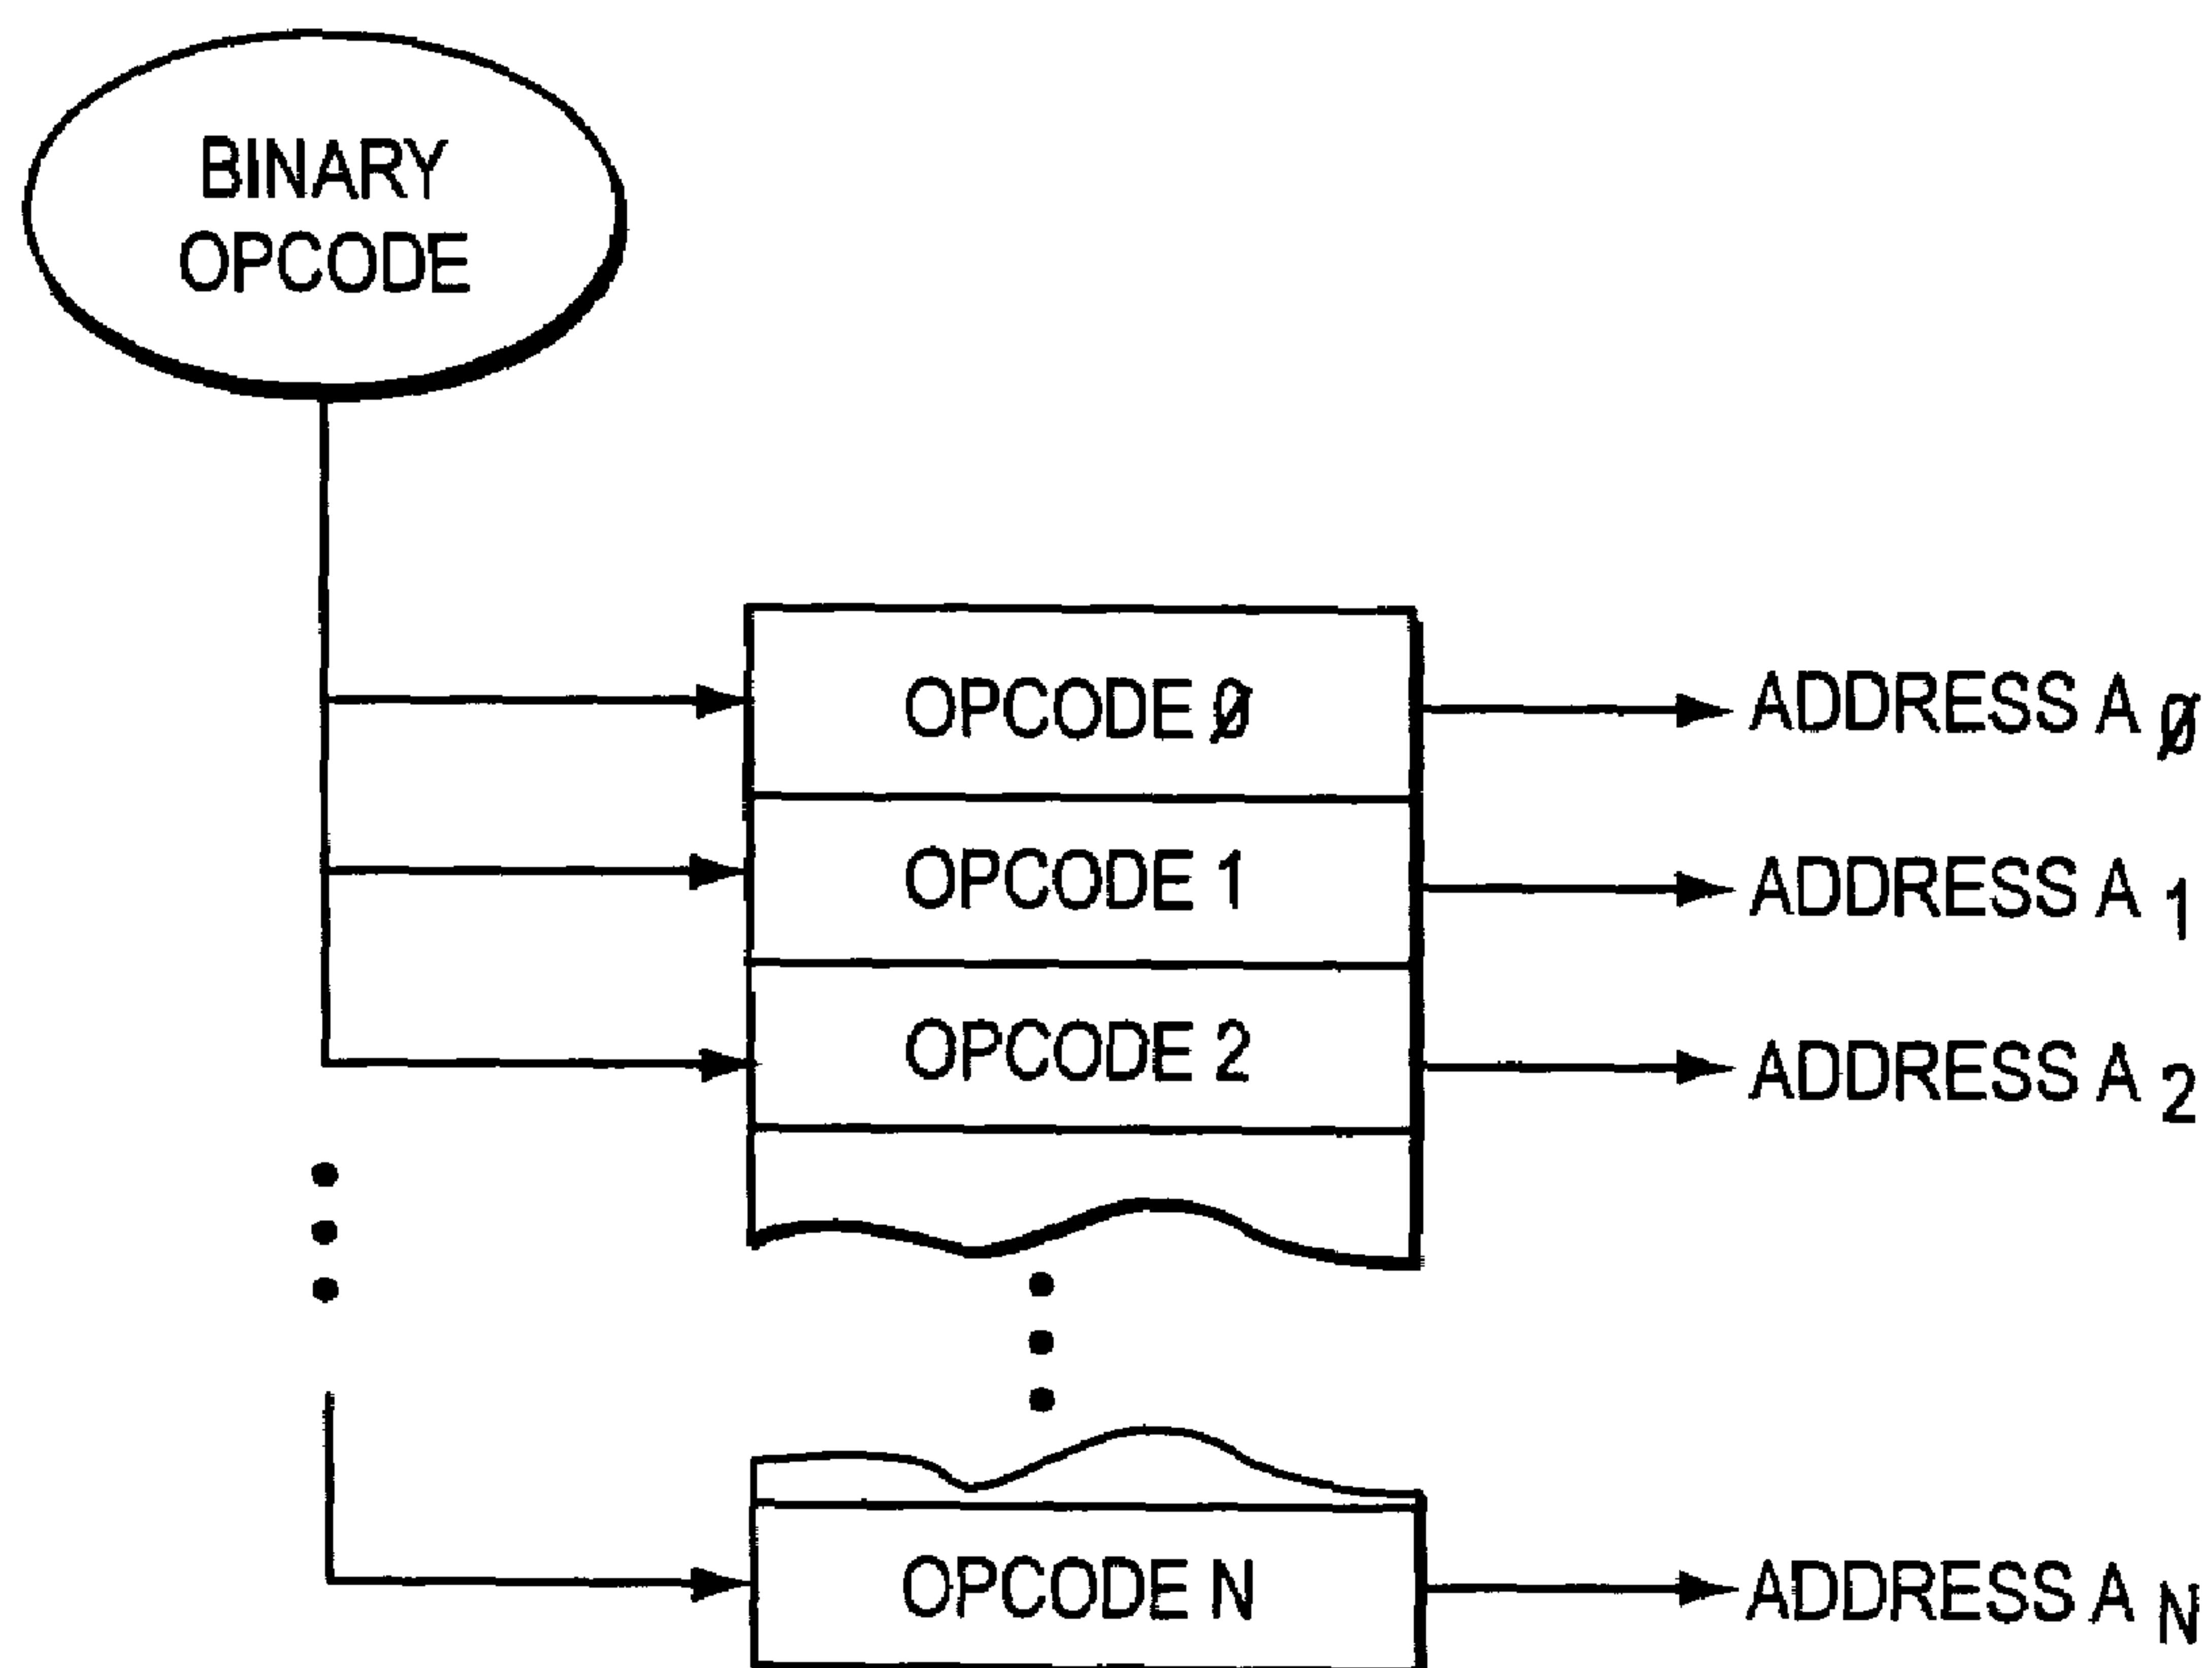 BINARY
OPCODE
OPCODE Ø
ADDRESS A Ø
OPCODE 1
ADDRESS A 1
OPCODE 2
ADDRESS A 2
OPCODE N
ADDRESS A N